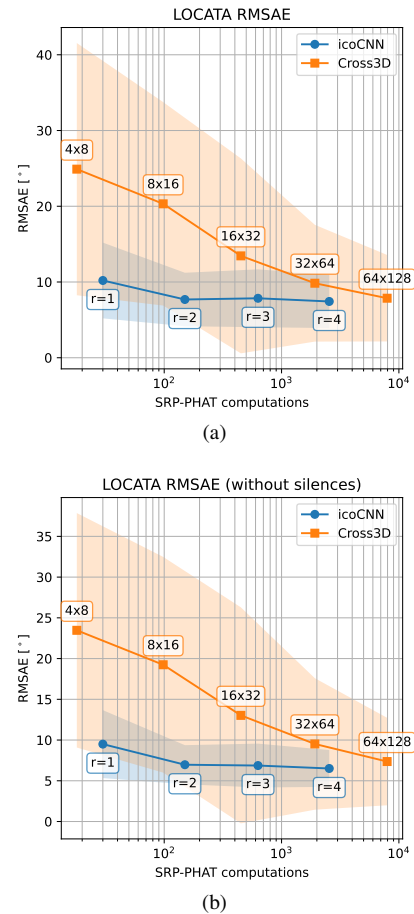 LOCATA RMSAE
icoCNN
Cross3D
40
30
20
10
0
RMSAE [°]
4x8
8x16
16x32
32x64
64x128
r=1
r=2
r=3
r=4
10² 10³ 10⁴
SRP-PHAT computations
(a)
LOCATA RMSAE (without silences)
icoCNN
Cross3D
35
30
25
20
15
10
5
0
RMSAE [°]
4x8
8x16
16x32
32x64
64x128
r=1
r=2
r=3
r=4
10² 10³ 10⁴
SRP-PHAT computations
(b)